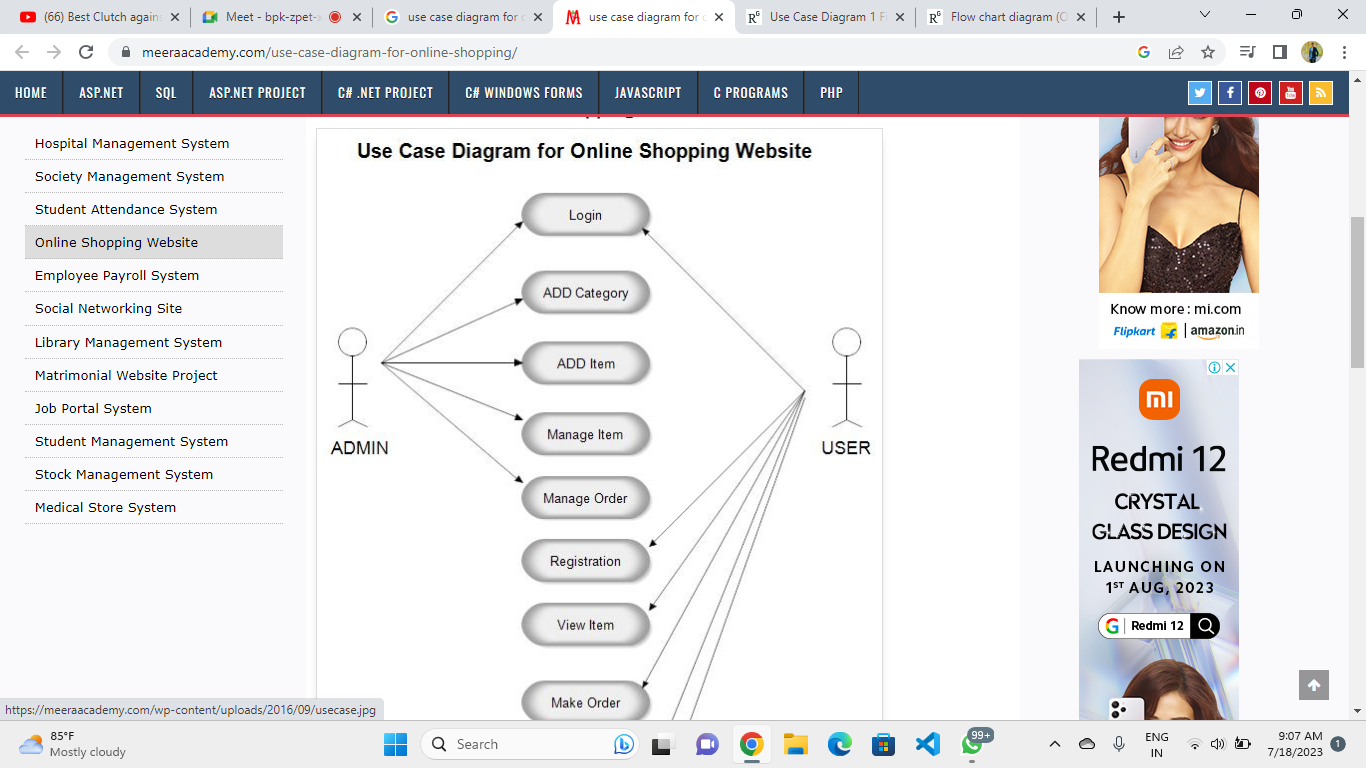 (66) Best Clutch agains
Meet - bpk-zpet-x
use case diagram for o
use case diagram for o
Use Case Diagram 1 Fl
Flow chart diagram (O
meeraacademy.com/use-case-diagram-for-online-shopping/
HOME
ASP.NET
SQL
ASP.NET PROJECT
C# .NET PROJECT
C# WINDOWS FORMS
JAVASCRIPT
C PROGRAMS
PHP
Hospital Management System
Society Management System
Student Attendance System
Online Shopping Website
Employee Payroll System
Social Networking Site
Library Management System
Matrimonial Website Project
Job Portal System
Student Management System
Stock Management System
Medical Store System
Use Case Diagram for Online Shopping Website
Login
ADD Category
ADD Item
Manage Item
Manage Order
Registration
View Item
Make Order
ADMIN
USER
Know more : mi.com
Flipkart | amazon.in
mi
Redmi 12
CRYSTAL
GLASS DESIGN
LAUNCHING ON
1ST AUG, 2023
G | Redmi 12
https://meeraacademy.com/wp-content/uploads/2016/09/usecase.jpg
85°F
Mostly cloudy
Search
99+
ENG
IN
9:07 AM
7/18/2023
1